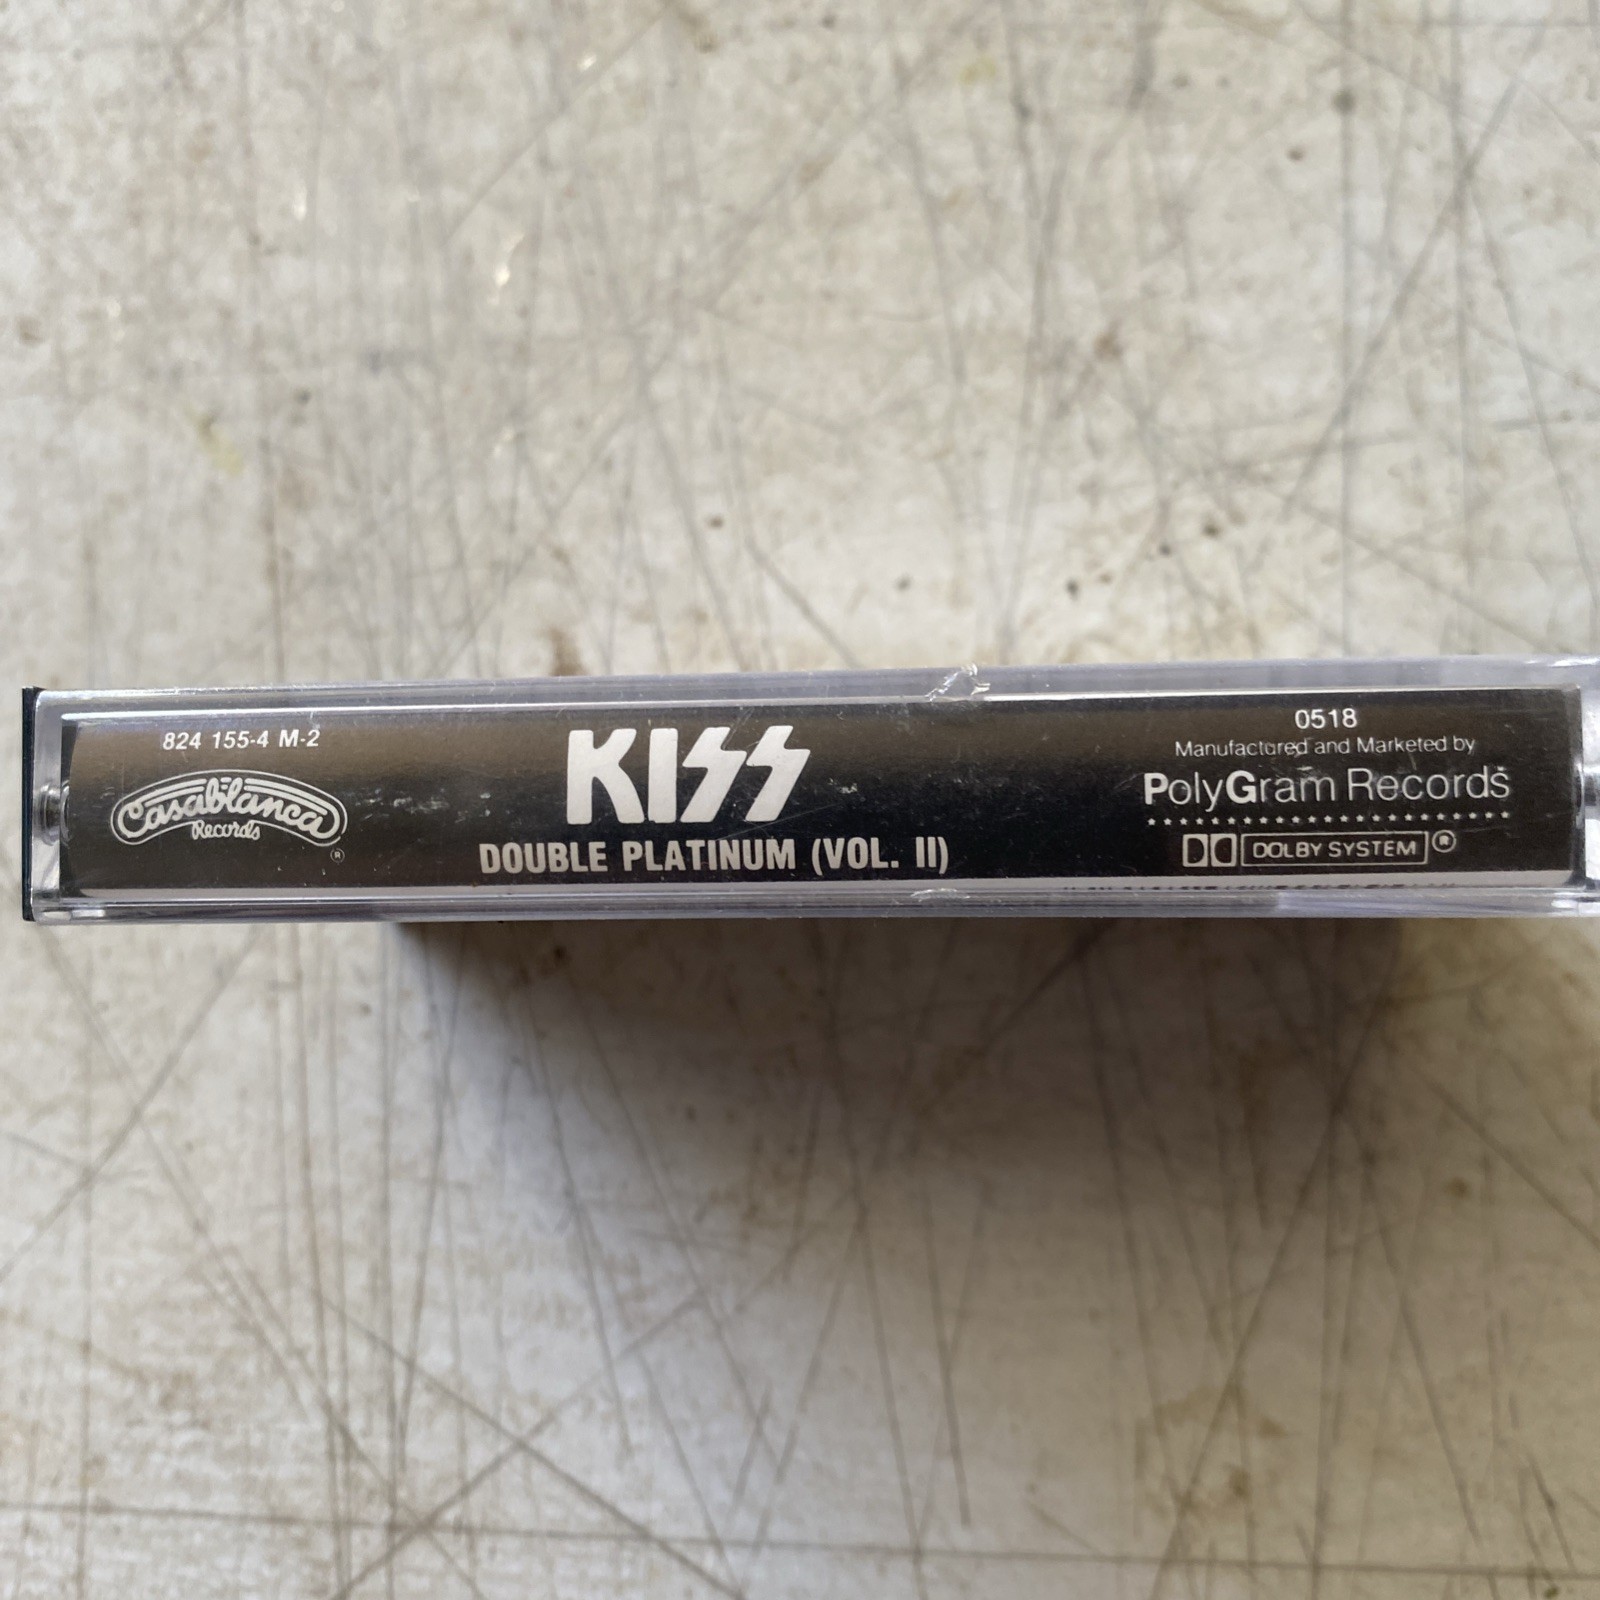 824 155-4 M-2
Casablanca
Records
®
KISS
DOUBLE PLATINUM (VOL. II)
0518
Manufactured and Marketed by
PolyGram Records
DOLBY SYSTEM ®